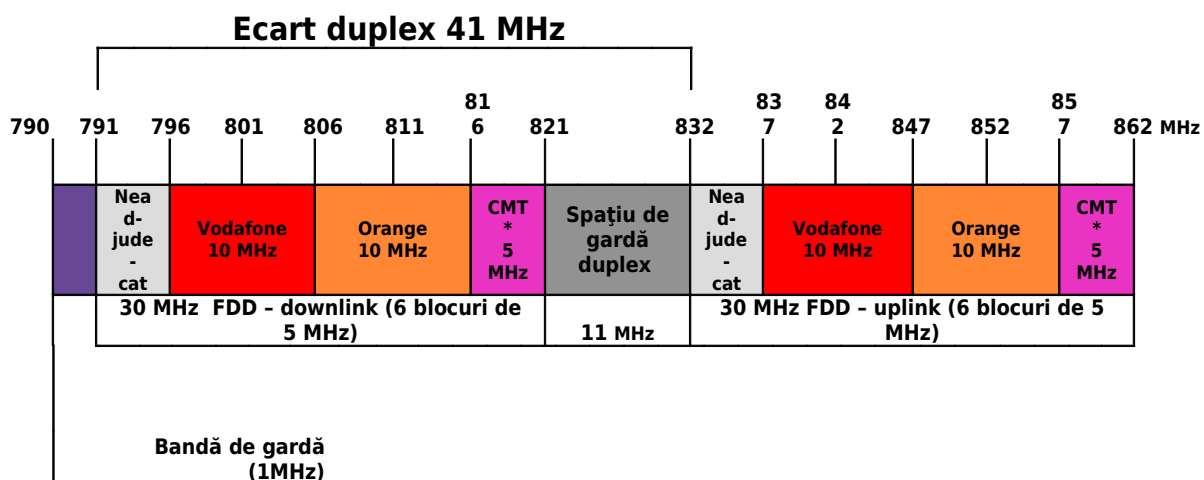 Ecart duplex 41 MHz
81
83
84
85
790
791
796
801
806
811
6
821
832
7
2
847
852
7
862 MHz
Nea
d-
jude
-
cat
Vodafone
10 MHz
Orange
10 MHz
CMT
*
5
MHz
Spaţiu de
gardă
duplex
Nea
d-
jude
-
cat
Vodafone
10 MHz
Orange
10 MHz
CMT
*
5
MHz
30 MHz FDD – downlink (6 blocuri de
5 MHz)
11 MHz
30 MHz FDD – uplink (6 blocuri de 5
MHz)
Bandă de gardă
(1MHz)